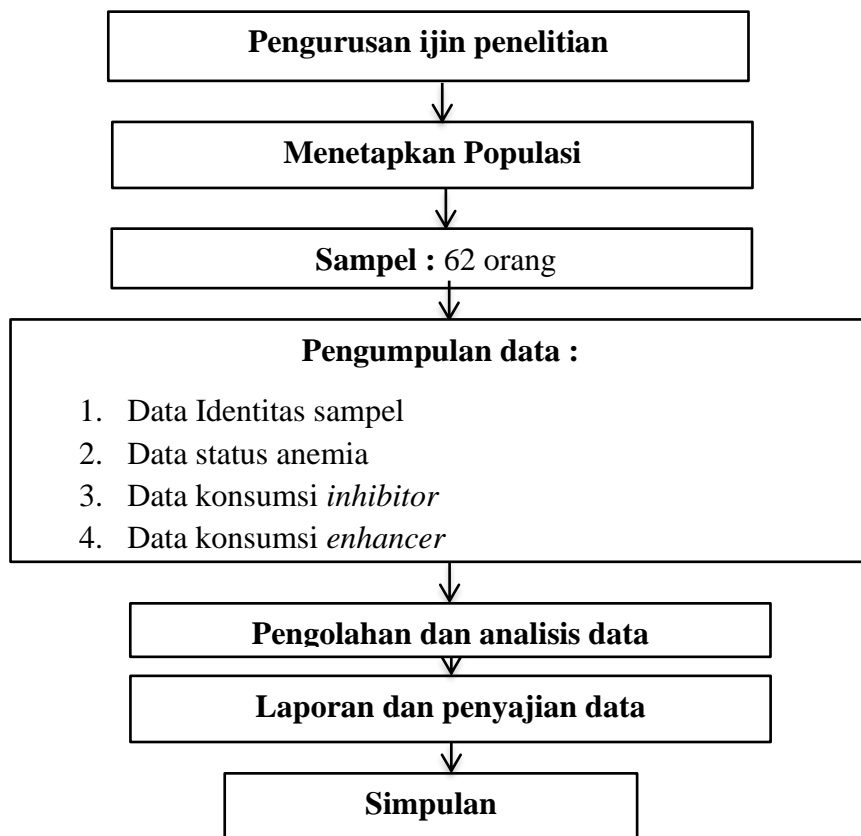 Pengurusan ijin penelitian
Menetapkan Populasi
Sampel : 62 orang
Pengumpulan data :
1. Data Identitas sampel
2. Data status anemia
3. Data konsumsi inhibitor
4. Data konsumsi enhancer
Pengolahan dan analisis data
Laporan dan penyajian data
Simpulan